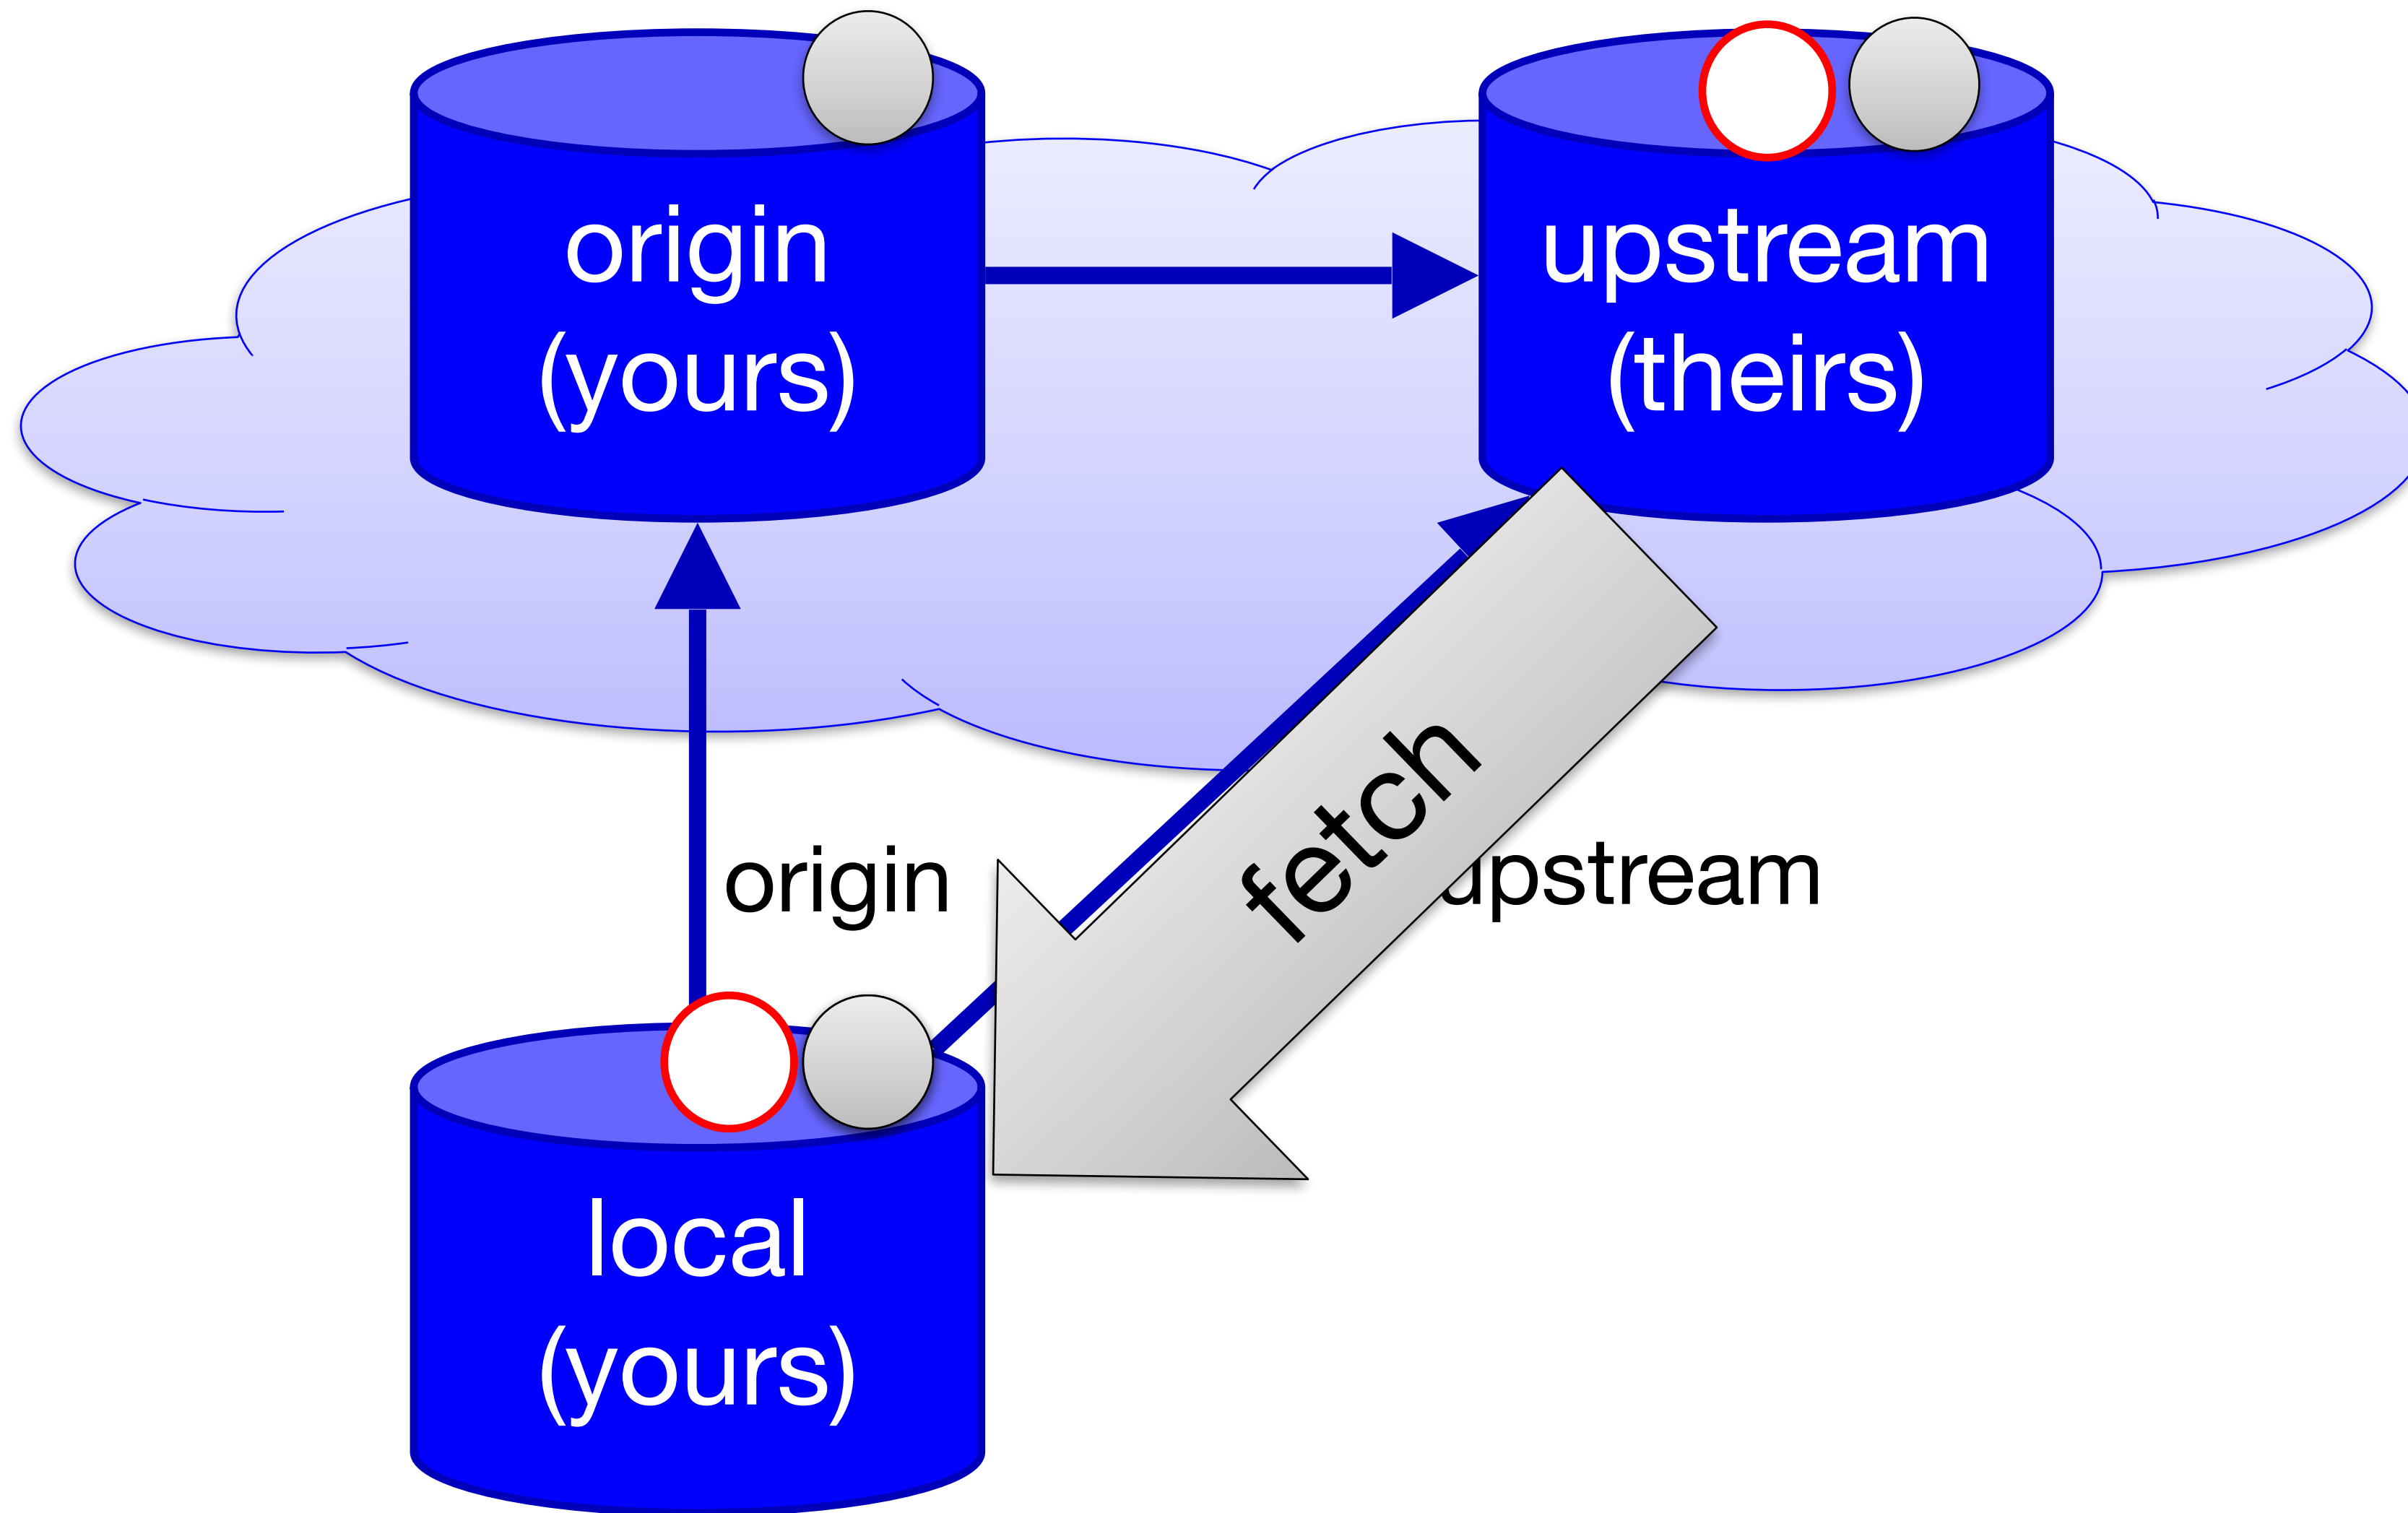 origin
(yours)
upstream
(theirs)
fetch
origin
upstream
local
(yours)